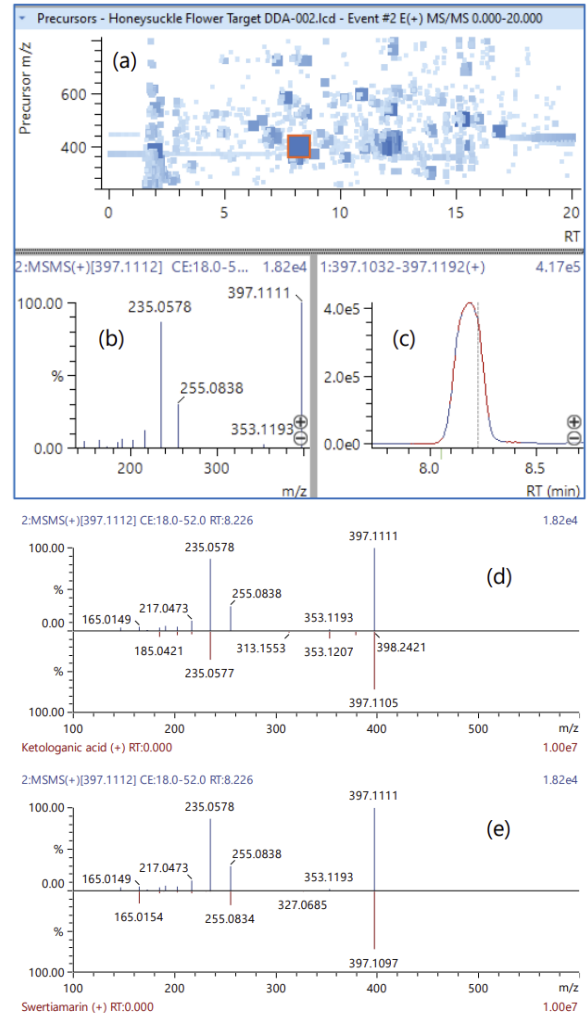 Precursors - Honeysuckle Flower Target DDA-002.lcd - Event #2 E(+) MS/MS 0.000-20.000
(a)
Precursor m/z
600
400
0 5 10 15 20
RT
2:MSMS(+)[397.1112] CE:18.0-5... 1.82e4
100.00
%
0.00
(b)
235.0578
397.1111
255.0838
353.1193
200 300
m/z
1:397.1032-397.1192(+) 4.17e5
4.0e5
2.0e5
0.0e0
(c)
8.0 8.5
RT (min)
2:MSMS(+)[397.1112] CE:18.0-52.0 RT:8.226 1.82e4
100.00
%
0.00
%
100.00
235.0578
397.1111
(d)
255.0838
165.0149
217.0473
353.1193
185.0421
313.1553
353.1207
398.2421
235.0577
397.1105
100 200 300 400 500 m/z
Ketologanic acid (+) RT:0.000 1.00e7
2:MSMS(+)[397.1112] CE:18.0-52.0 RT:8.226 1.82e4
100.00
%
0.00
%
100.00
235.0578
397.1111
(e)
255.0838
165.0149
217.0473
353.1193
165.0154
255.0834
327.0685
397.1097
100 200 300 400 500 m/z
Swertiamarin (+) RT:0.000 1.00e7